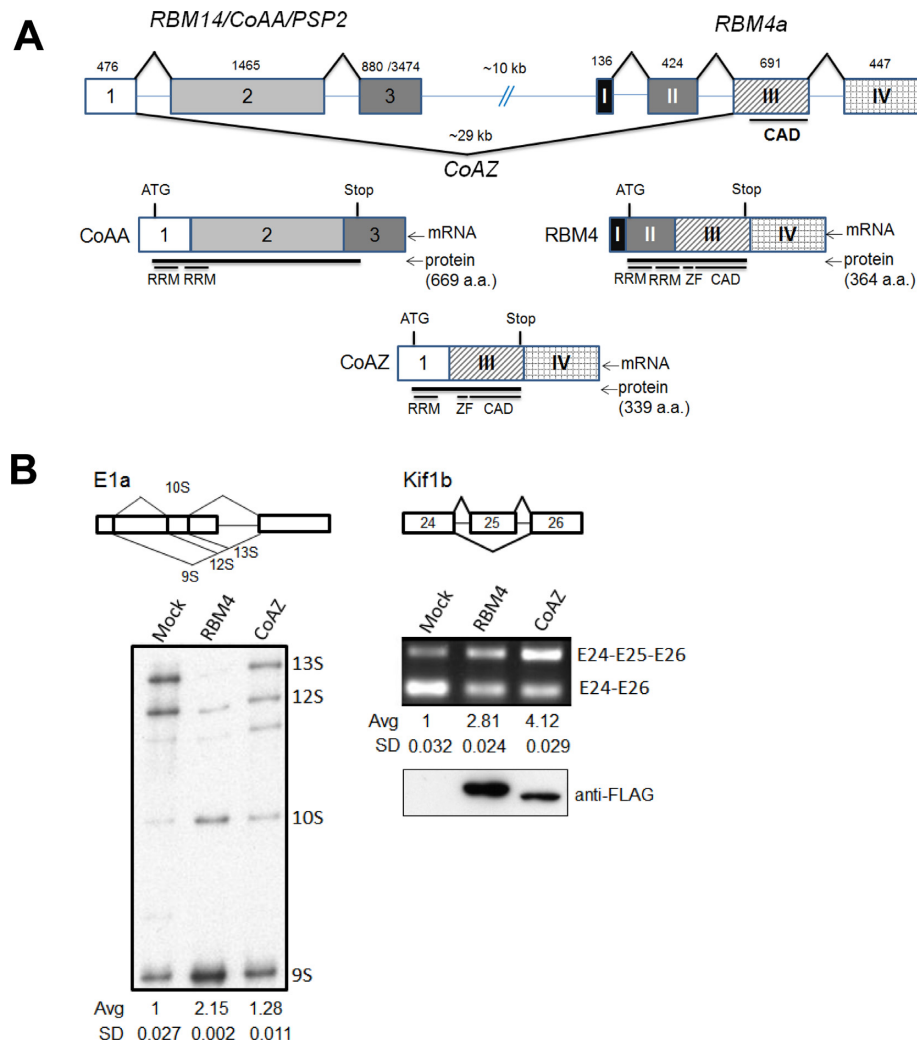 A
RBM14/CoAA/PSP2
RBM4a
476
1465
880 /3474
~10 kb
136
424
691
447
1
2
3
I
II
III
IV
~29 kb
CAD
CoAZ
ATG
Stop
ATG
Stop
CoAA
1
2
3
mRNA
RBM4
I
II
III
IV
mRNA
protein
(669 a.a.)
RRM
RRM
protein
(364 a.a.)
RRM
RRM
ZF
CAD
ATG
Stop
CoAZ
1
III
IV
mRNA
protein
(339 a.a.)
RRM
ZF
CAD
B
E1a
10S
13S
12S
9S
Kif1b
24
25
26
Mock
RBM4
CoAZ
13S
12S
10S
9S
Avg 1 2.15 1.28
SD 0.027 0.002 0.011
Mock
RBM4
CoAZ
E24-E25-E26
E24-E26
Avg 1 2.81 4.12
SD 0.032 0.024 0.029
anti-FLAG